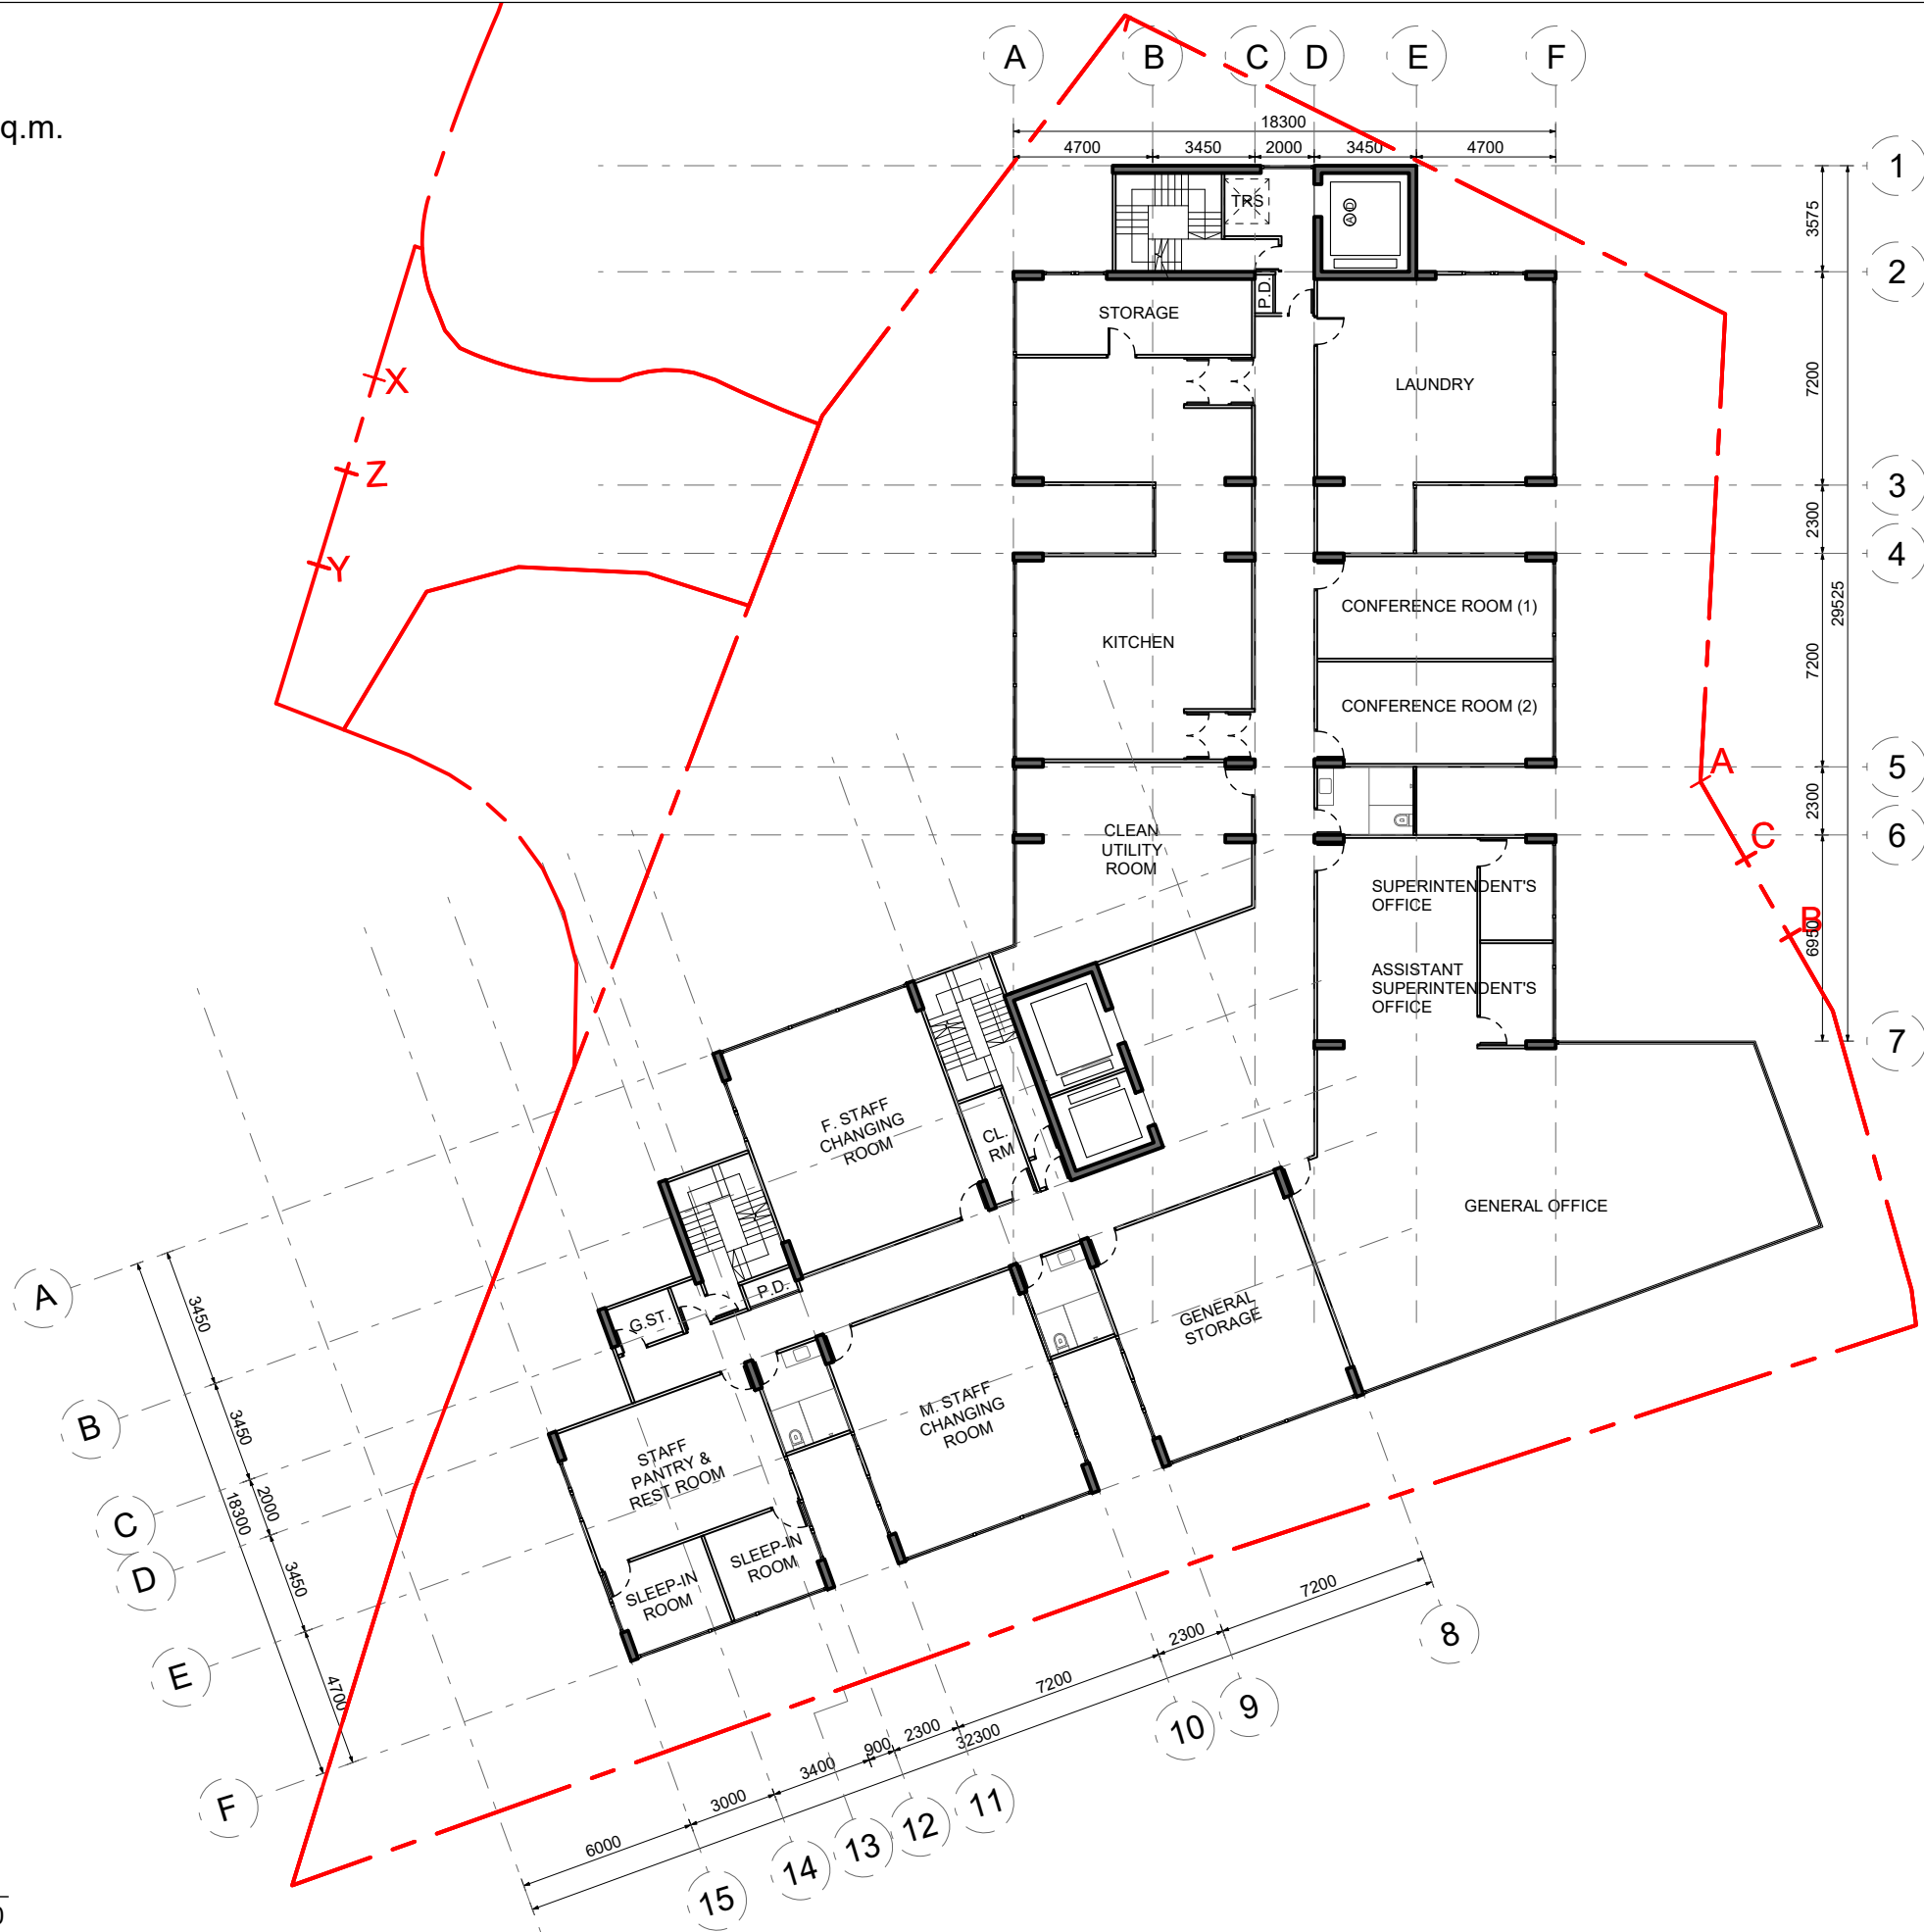 q.m.
A B C D E F
18300
4700 3450 2000 3450 4700
1
3575
2
7200
3
2300
4
29525
7200
5
2300
6
6950
7
TRS
A D
P.D.
STORAGE
LAUNDRY
X
Z
Y
CONFERENCE ROOM (1)
KITCHEN
CONFERENCE ROOM (2)
A
C
B
CLEAN
UTILITY
ROOM
SUPERINTENDENT'S
OFFICE
ASSISTANT
SUPERINTENDENT'S
OFFICE
F. STAFF
CHANGING
ROOM
CL.
RM
GENERAL OFFICE
P.D.
G.ST.
GENERAL
STORAGE
M. STAFF
CHANGING
ROOM
STAFF
PANTRY &
REST ROOM
SLEEP-IN
ROOM
SLEEP-IN
ROOM
A
B
C
D
E
F
3450
3450
2000
3450
4700
18300
6000 3000 3400 900 2300 7200 2300 7200
32300
15 14 13 12 11 10 9 8